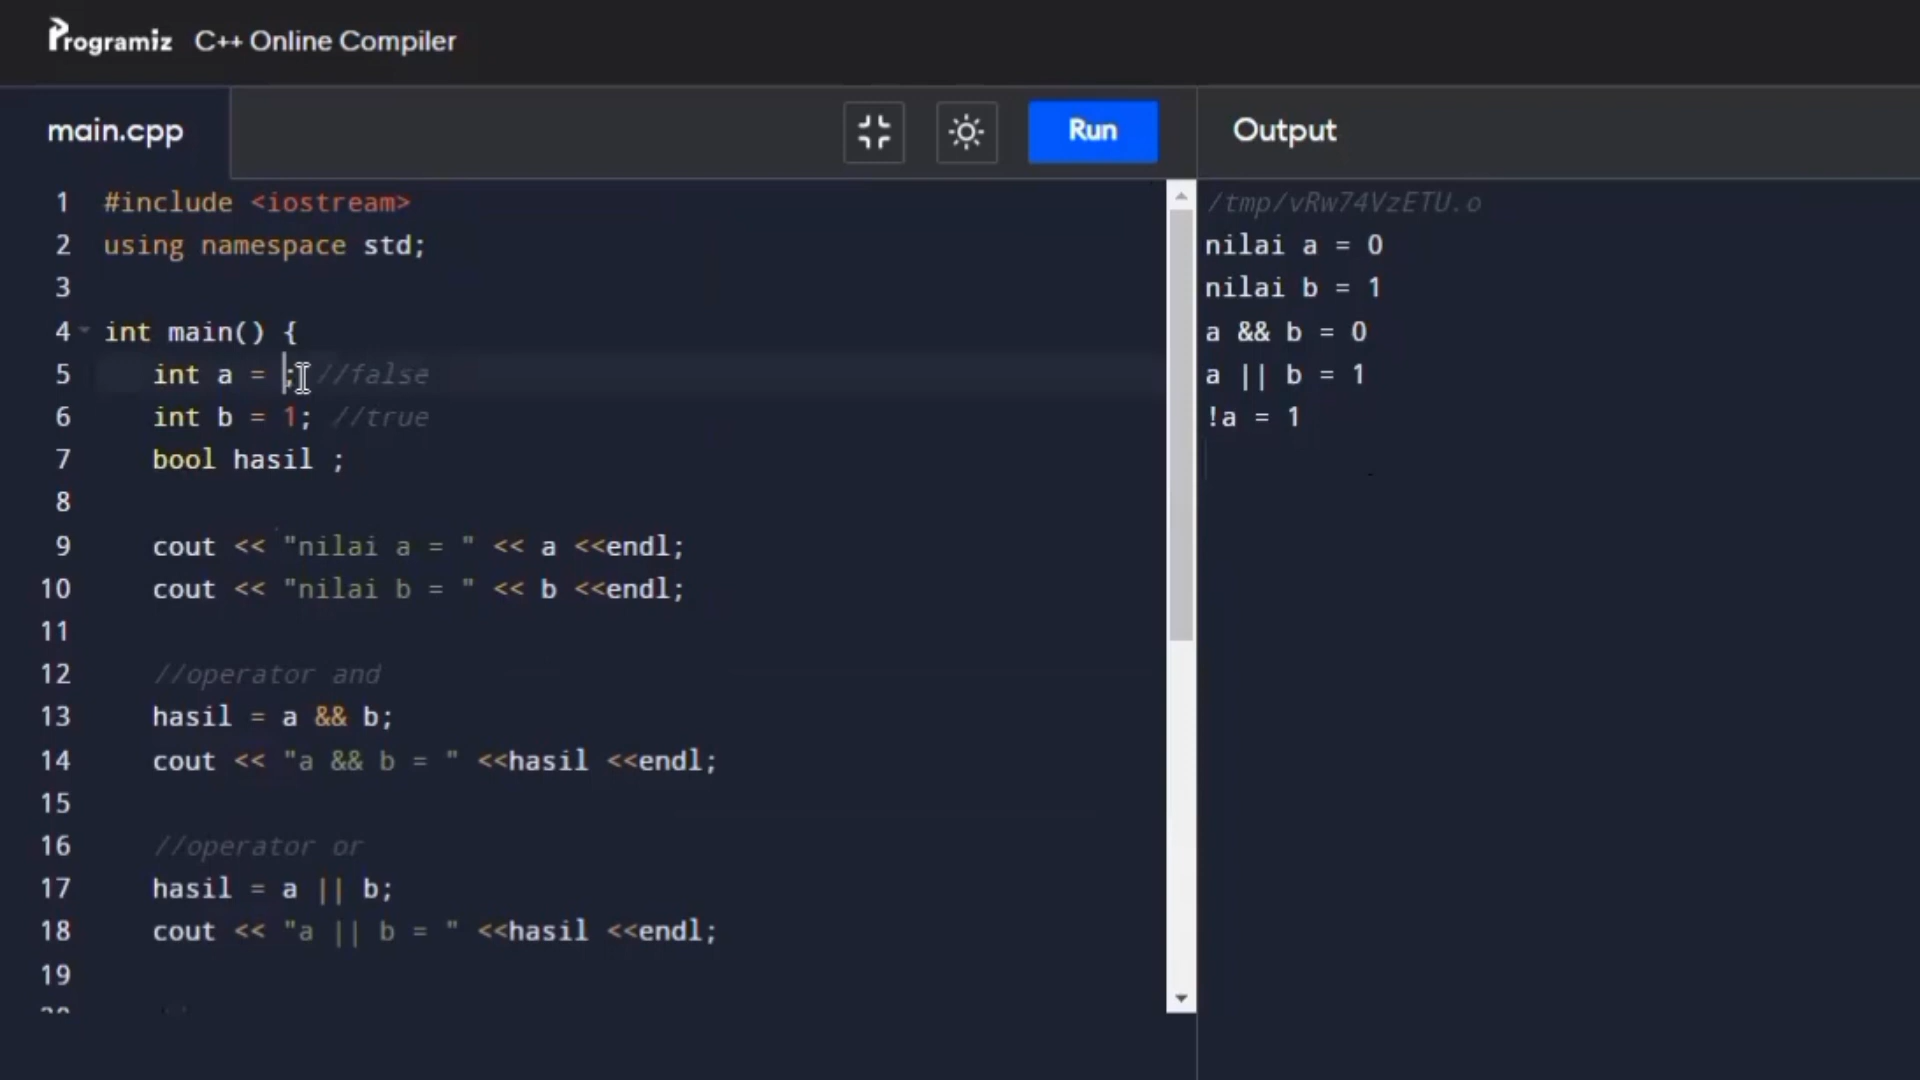 Programiz C++ Online Compiler
main.cpp
Run
Output
1 #include <iostream>
2 using namespace std;
3
4 int main() {
5 int a = ; //false
6 int b = 1; //true
7 bool hasil ;
8
9 cout << "nilai a = " << a <<endl;
10 cout << "nilai b = " << b <<endl;
11
12 //operator and
13 hasil = a && b;
14 cout << "a && b = " <<hasil <<endl;
15
16 //operator or
17 hasil = a || b;
18 cout << "a || b = " <<hasil <<endl;
19
/tmp/vRw74VzETU.o
nilai a = 0
nilai b = 1
a && b = 0
a || b = 1
!a = 1